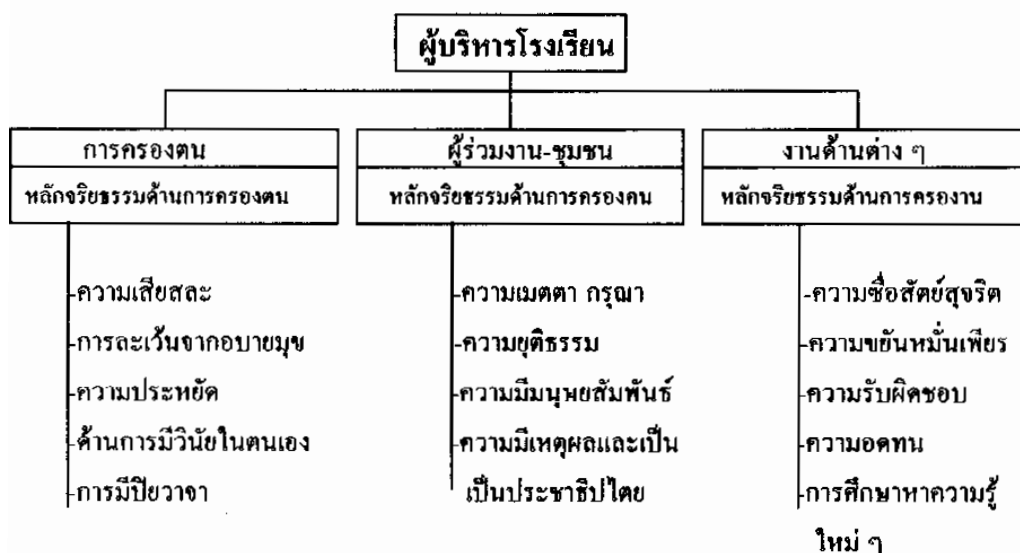 ผู้บริหารโรงเรียน
การครองตน
หลักจริยธรรมด้านการครองตน
-ความเสียสละ
-การละเว้นจากอบายมุข
-ความประหยัด
-ด้านการมีวินัยในตนเอง
-การมีปิยวาจา
ผู้ร่วมงาน-ชุมชน
หลักจริยธรรมด้านการครองคน
-ความเมตตา กรุณา
-ความยุติธรรม
-ความมีมนุษยสัมพันธ์
-ความมีเหตุผลและเป็น
เป็นประชาธิปไตย
งานด้านต่าง ๆ
หลักจริยธรรมด้านการครองงาน
-ความซื่อสัตย์สุจริต
-ความขยันหมั่นเพียร
-ความรับผิดชอบ
-ความอดทน
-การศึกษาหาความรู้
ใหม่ ๆ